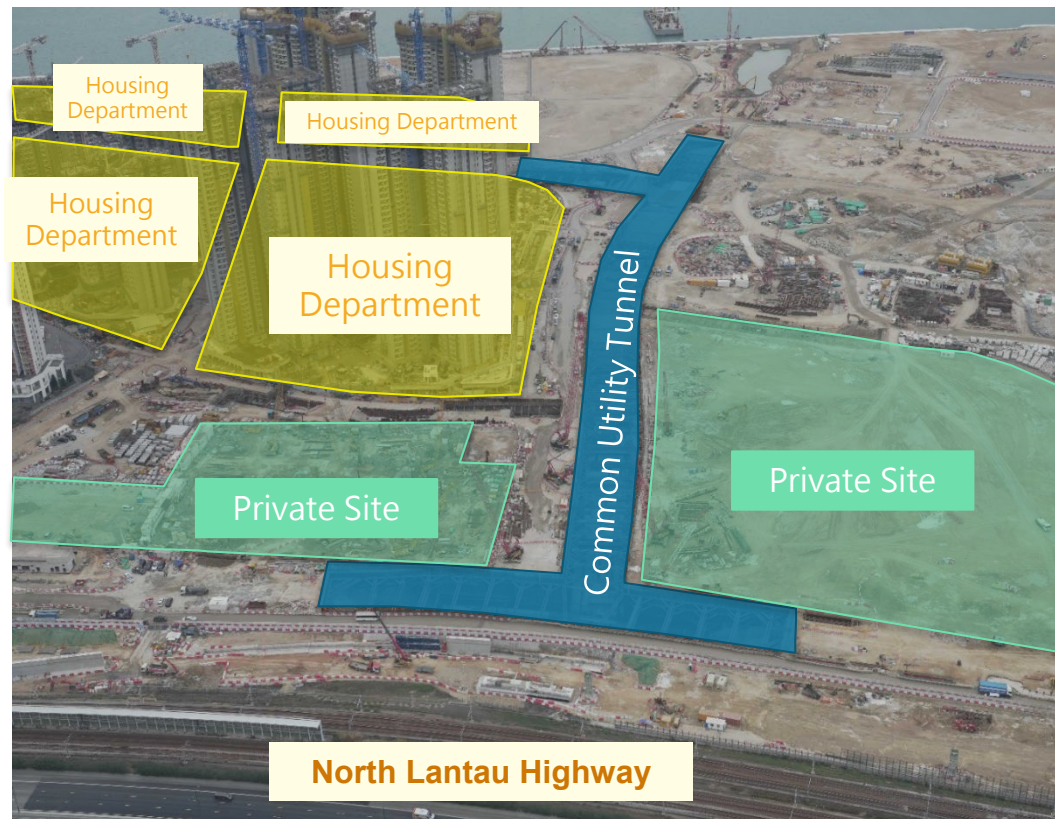 Housing
Department
Housing Department
Housing
Department
Housing
Department
Common Utility Tunnel
Private Site
Private Site
North Lantau Highway